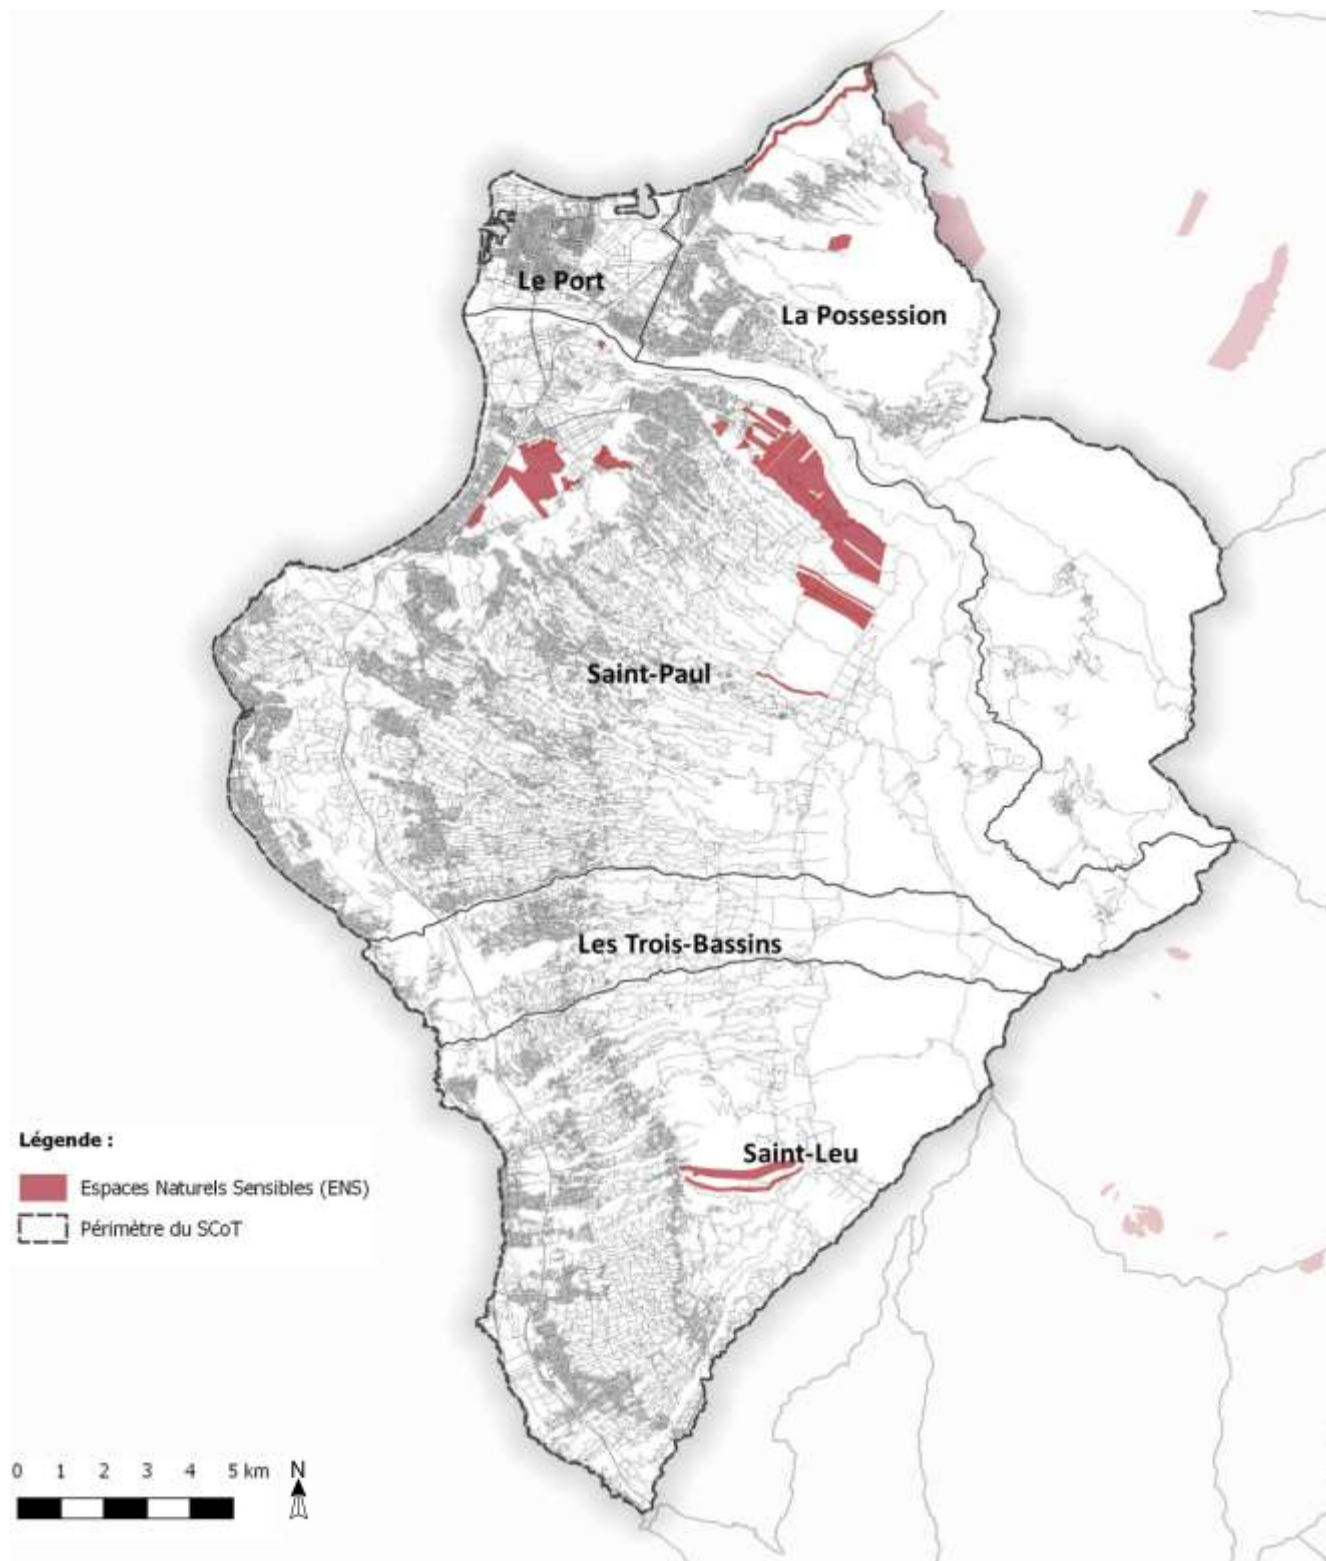 Le Port
La Possession
Saint-Paul
Les Trois-Bassins
Saint-Leu
Légende :
Espaces Naturels Sensibles (ENS)
Périmètre du SCoT
0 1 2 3 4 5 km
N